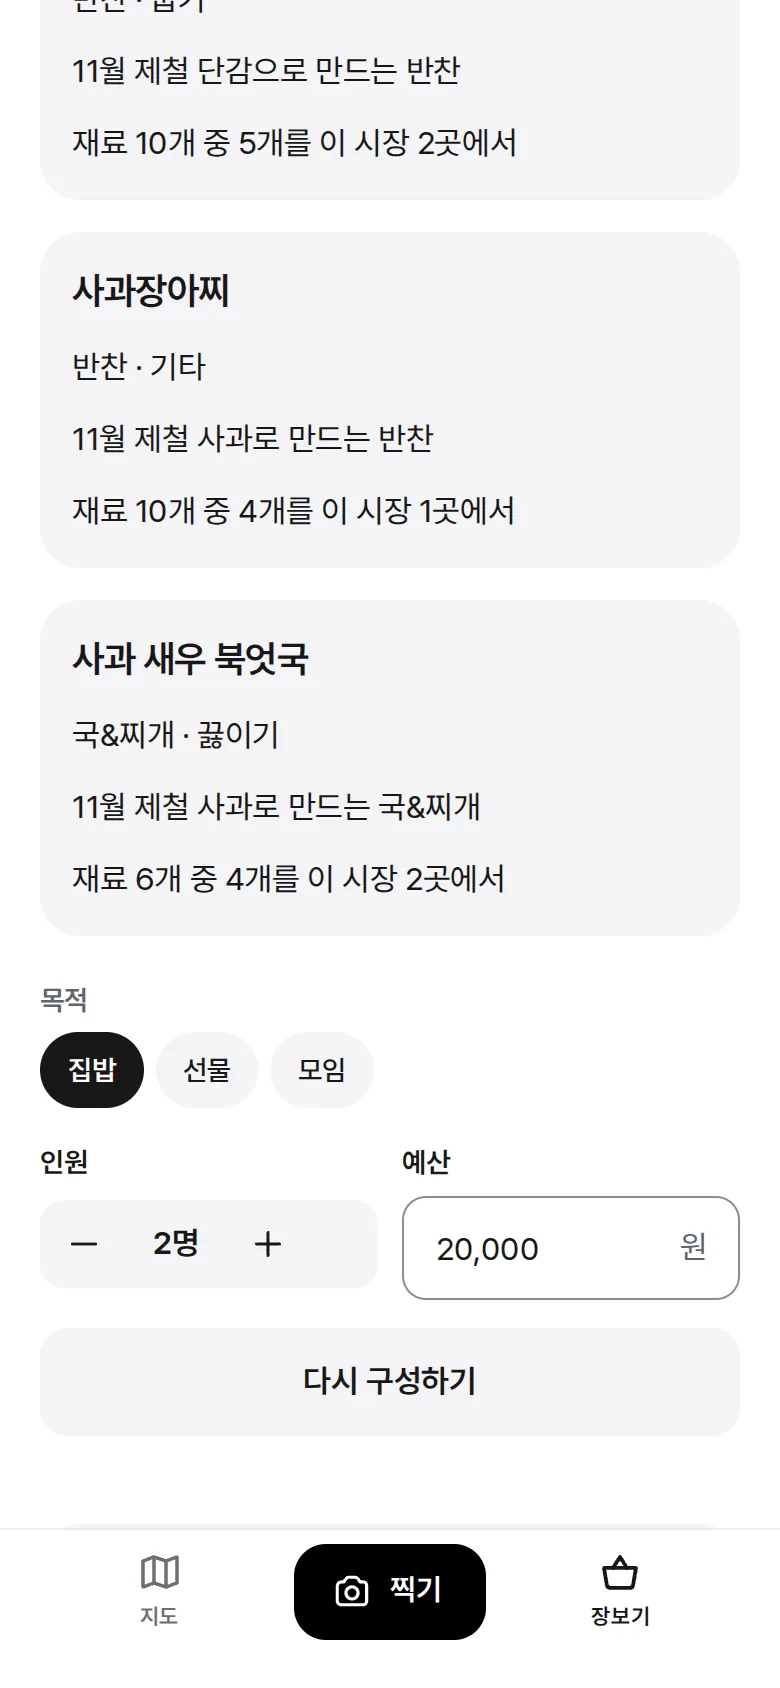 11월 제철 단감으로 만드는 반찬
재료 10개 중 5개를 이 시장 2곳에서
사과장아찌
반찬 · 기타
11월 제철 사과로 만드는 반찬
재료 10개 중 4개를 이 시장 1곳에서
사과 새우 북엇국
국&찌개 · 끓이기
11월 제철 사과로 만드는 국&찌개
재료 6개 중 4개를 이 시장 2곳에서
목적
집밥 선물 모임
인원 예산
2명 20,000 원
다시 구성하기
지도 찍기 장보기